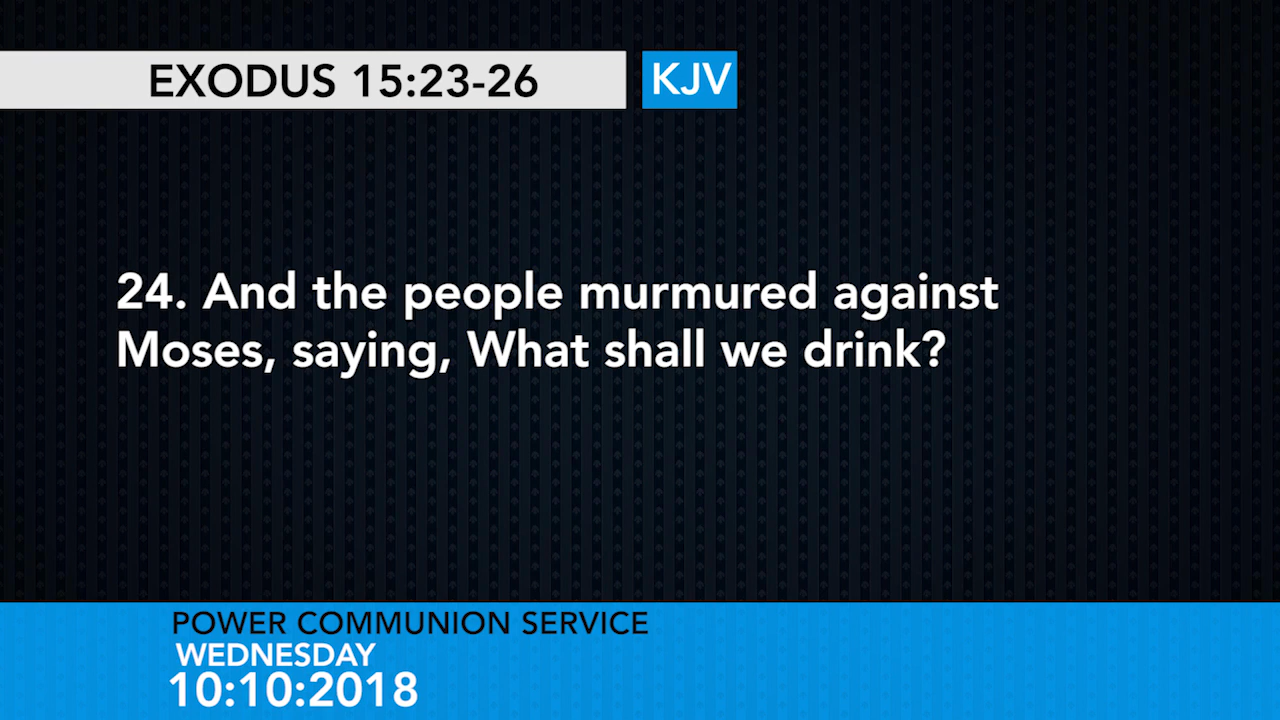 EXODUS 15:23-26 KJV
24. And the people murmured against
Moses, saying, What shall we drink?
POWER COMMUNION SERVICE
WEDNESDAY
10:10:2018